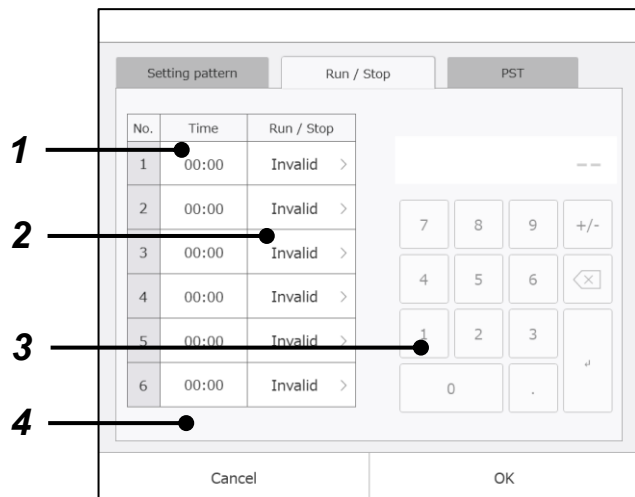 Setting pattern Run / Stop PST
No. Time Run / Stop
1 00:00 Invalid >
2 00:00 Invalid >
3 00:00 Invalid >
4 00:00 Invalid >
5 00:00 Invalid >
6 00:00 Invalid >
--
7 8 9 +/-
4 5 6
1 2 3
0 .
Cancel OK
1
2
3
4